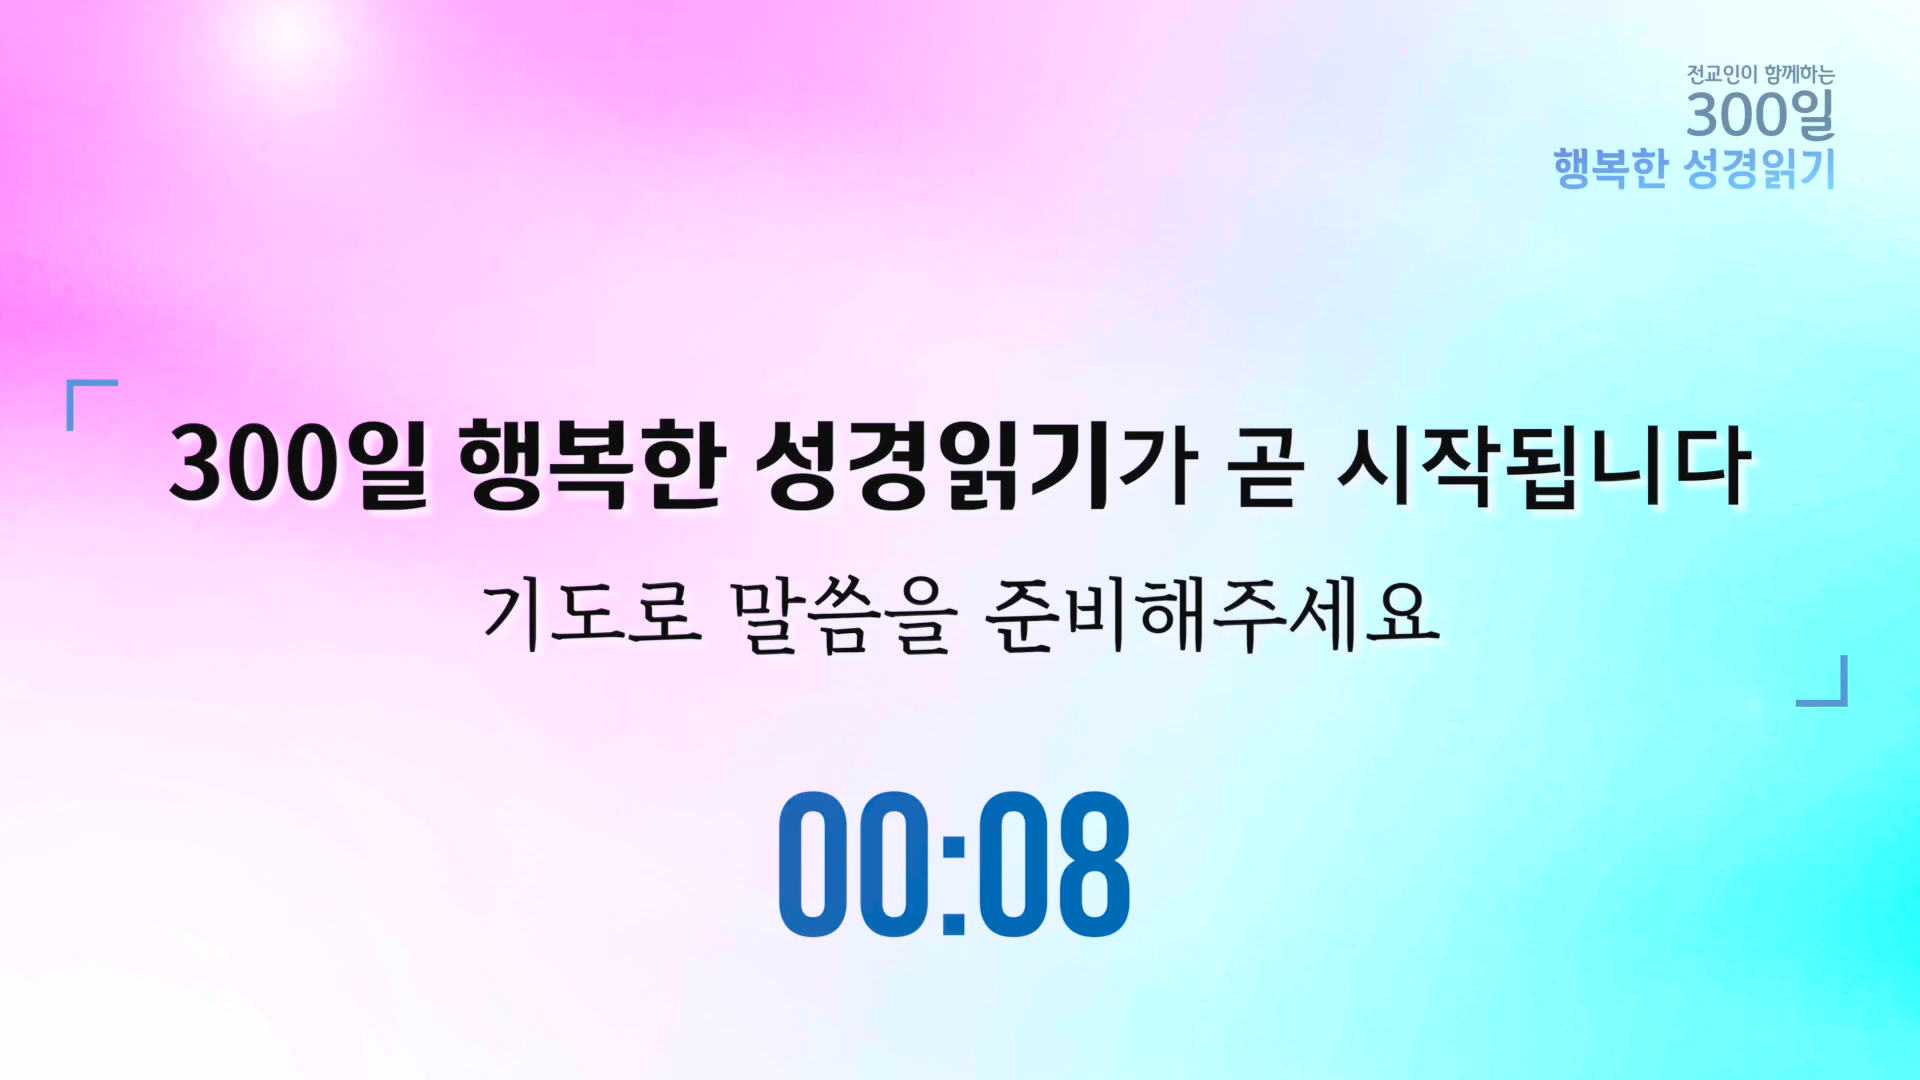 전교인이 함께하는
300일
행복한 성경읽기
300일 행복한 성경읽기가 곧 시작됩니다
기도로 말씀을 준비해주세요
00:08